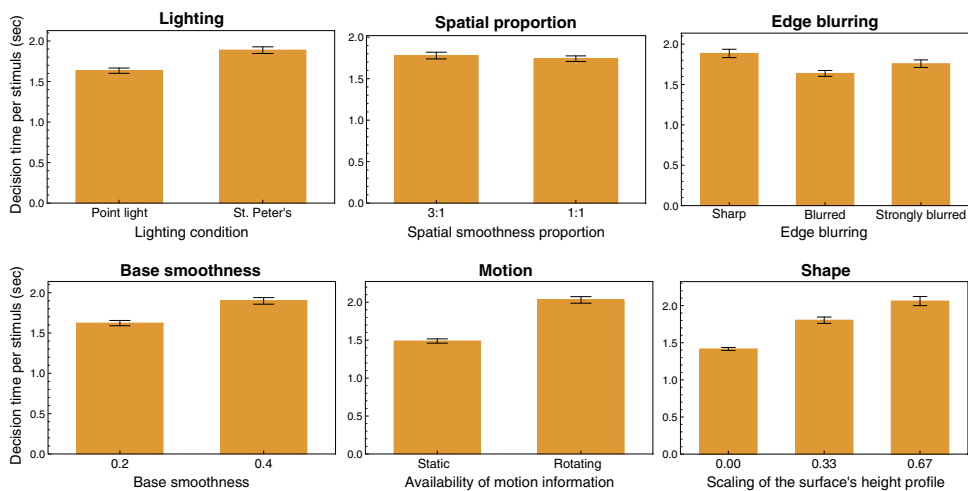 Lighting
Decision time per stimuls (sec)
2.0
1.5
1.0
0.5
0.0
Point light St. Peter's
Lighting condition
Spatial proportion
2.0
1.5
1.0
0.5
0.0
3:1 1:1
Spatial smoothness proportion
Edge blurring
2.0
1.5
1.0
0.5
0.0
Sharp Blurred Strongly blurred
Edge blurring
Base smoothness
Decision time per stimuls (sec)
2.0
1.5
1.0
0.5
0.0
0.2 0.4
Base smoothness
Motion
2.0
1.5
1.0
0.5
0.0
Static Rotating
Availability of motion information
Shape
2.0
1.5
1.0
0.5
0.0
0.00 0.33 0.67
Scaling of the surface's height profile